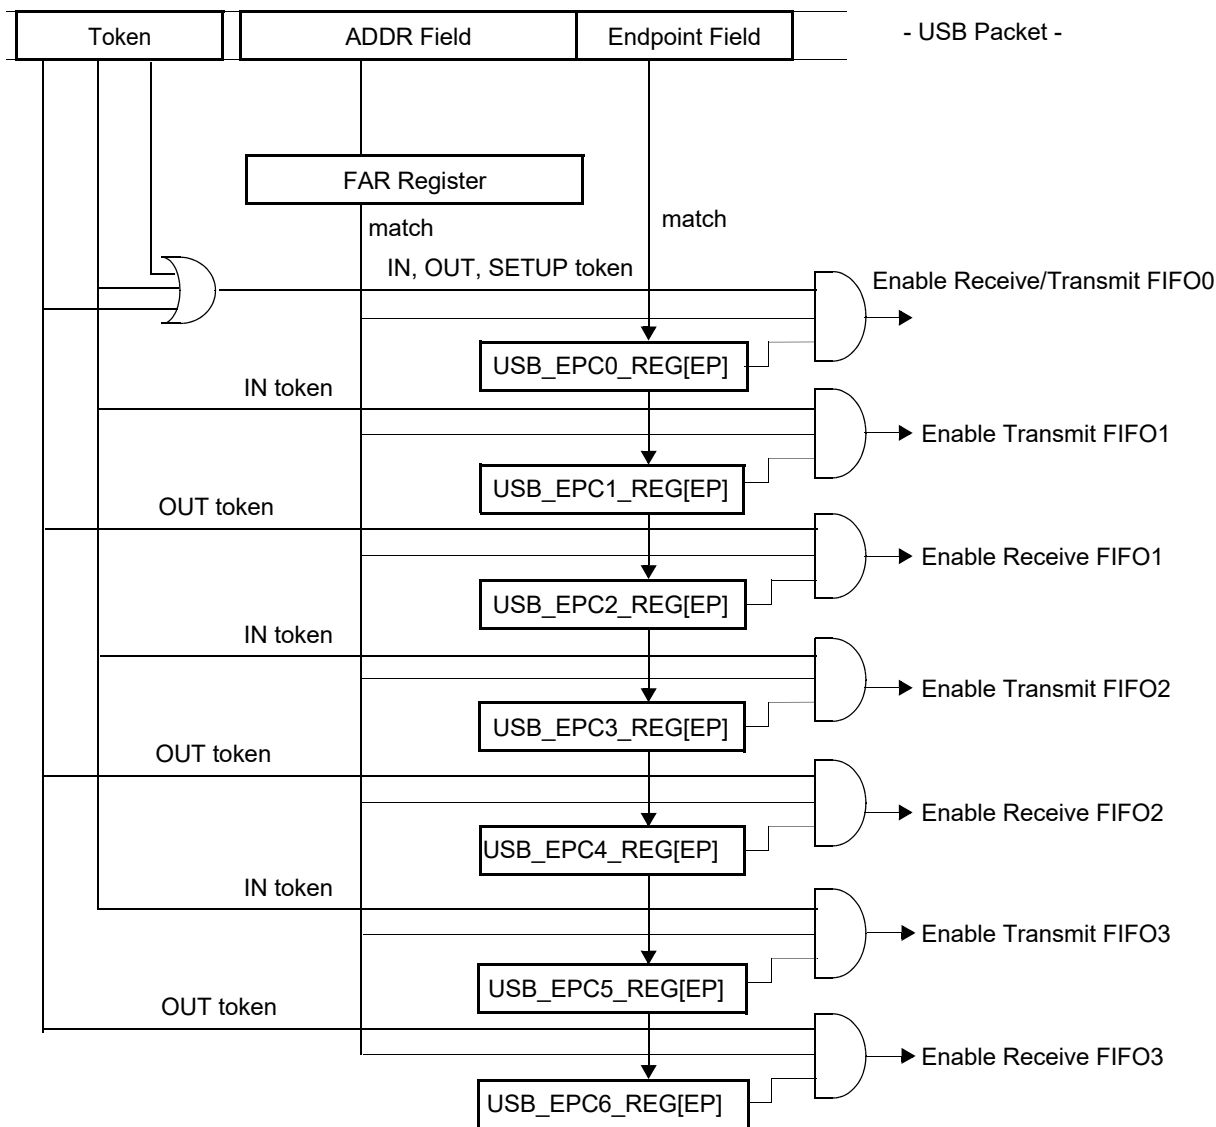 Token
ADDR Field
Endpoint Field
- USB Packet -
FAR Register
match
match
IN, OUT, SETUP token
Enable Receive/Transmit FIFO0
USB_EPC0_REG[EP]
IN token
Enable Transmit FIFO1
USB_EPC1_REG[EP]
OUT token
Enable Receive FIFO1
USB_EPC2_REG[EP]
IN token
Enable Transmit FIFO2
USB_EPC3_REG[EP]
OUT token
Enable Receive FIFO2
USB_EPC4_REG[EP]
IN token
Enable Transmit FIFO3
USB_EPC5_REG[EP]
OUT token
Enable Receive FIFO3
USB_EPC6_REG[EP]